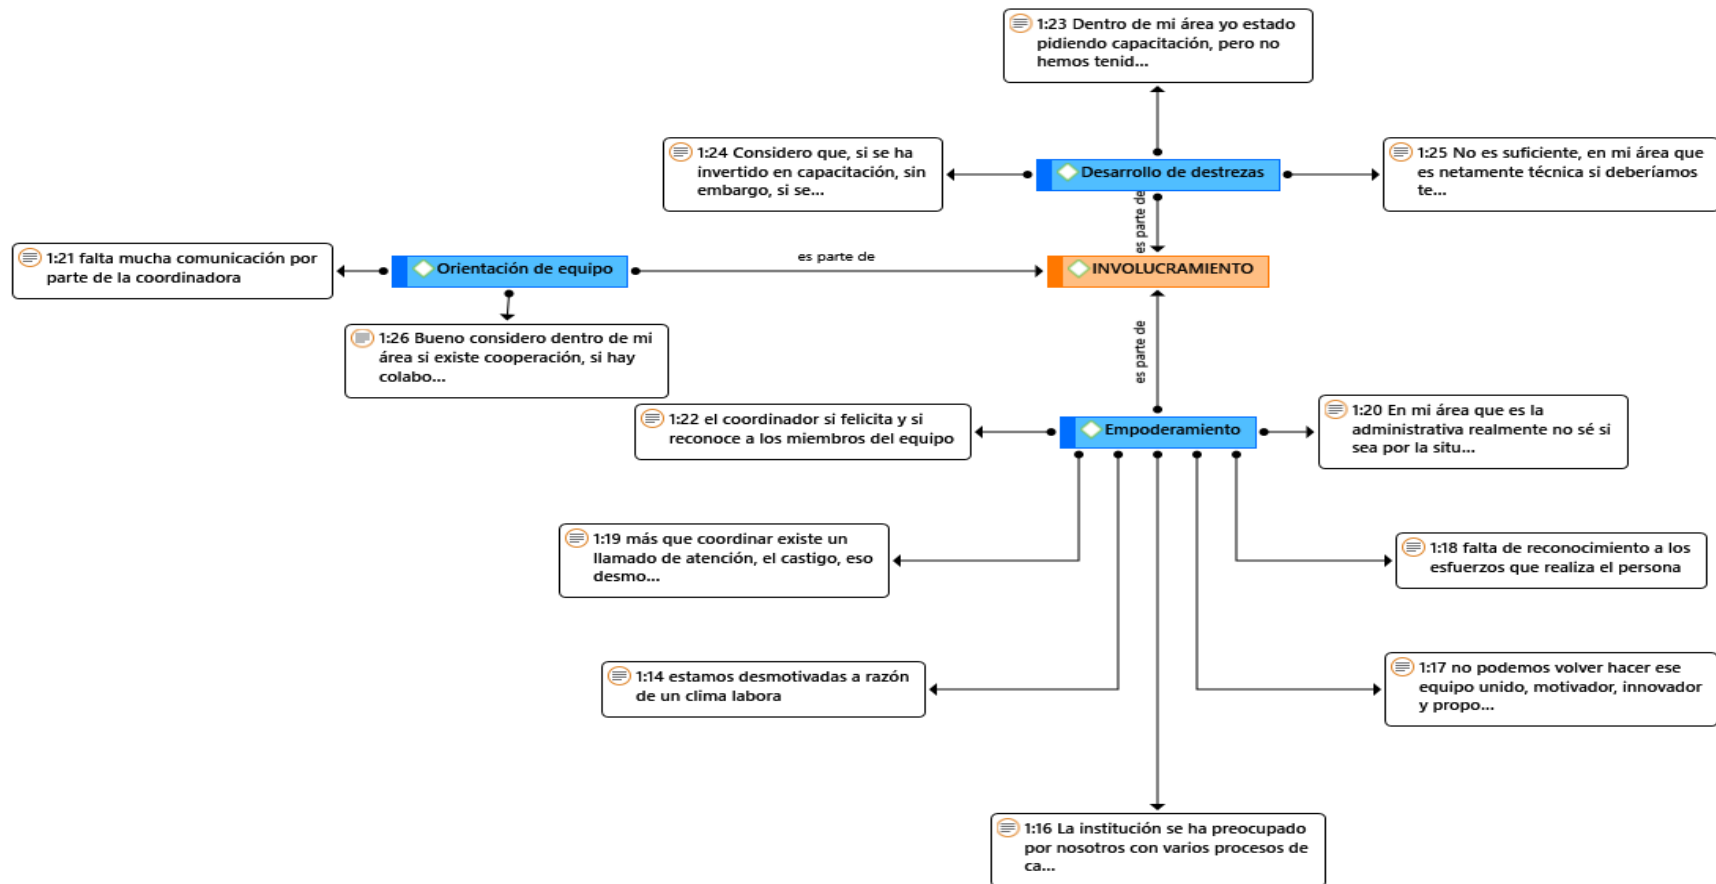 1:23 Dentro de mi área yo estado
pidiendo capacitación, pero no
hemos tenid...
1:24 Considero que, si se ha
invertido en capacitación, sin
embargo, si se...
Desarrollo de destrezas
1:25 No es suficiente, en mi área que
es netamente técnica si deberíamos
te...
es parte de
1:21 falta mucha comunicación por
parte de la coordinadora
Orientación de equipo
es parte de
INVOLUCRAMIENTO
1:26 Bueno considero dentro de mi
área si existe cooperación, si hay
colabo...
es parte de
1:22 el coordinador si felicita y si
reconoce a los miembros del equipo
Empoderamiento
1:20 En mi área que es la
administrativa realmente no sé si
sea por la situ...
1:19 más que coordinar existe un
llamado de atención, el castigo, eso
desmo...
1:18 falta de reconocimiento a los
esfuerzos que realiza el persona
1:14 estamos desmotivadas a razón
de un clima labora
1:17 no podemos volver hacer ese
equipo unido, motivador, innovador
y propo...
1:16 La institución se ha preocupado
por nosotros con varios procesos de
ca...